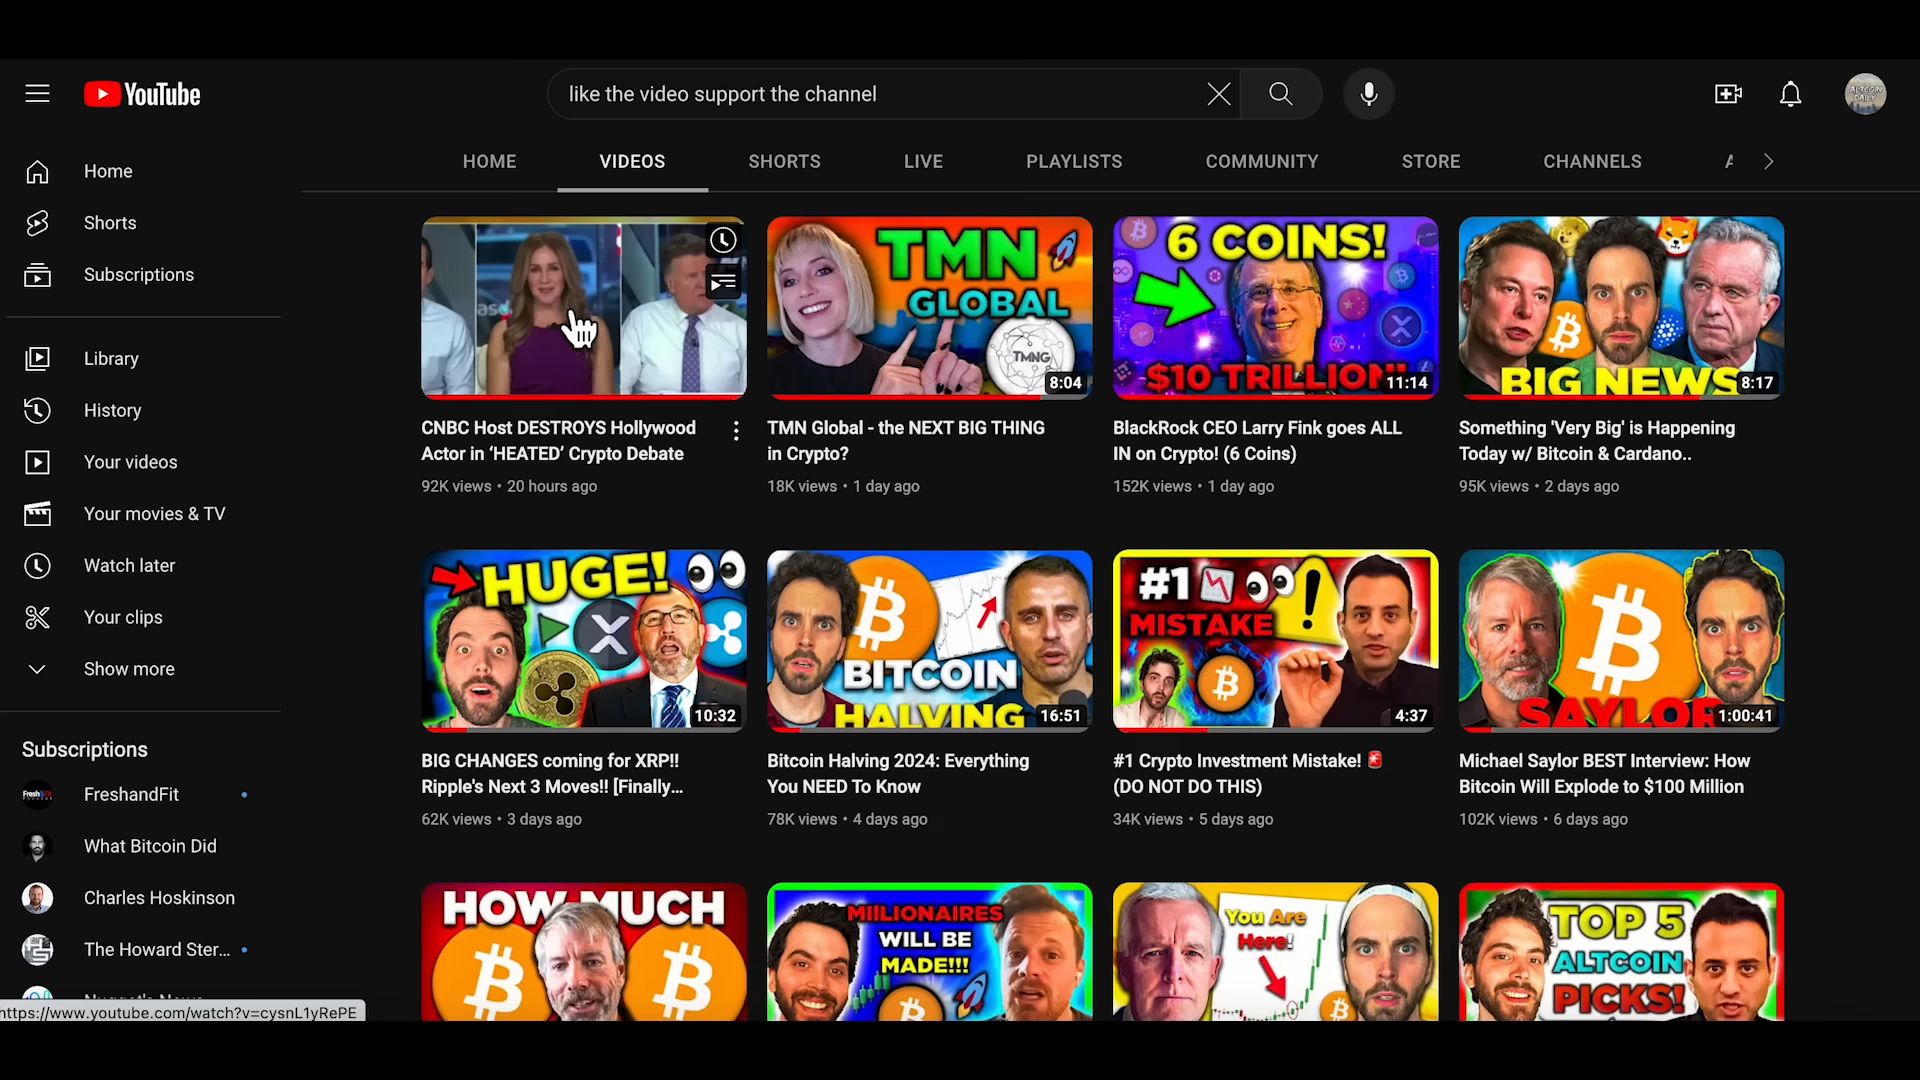 YouTube
like the video support the channel
ALTCOIN
DAILY
HOME
VIDEOS
SHORTS
LIVE
PLAYLISTS
COMMUNITY
STORE
CHANNELS
Home
Shorts
Subscriptions
Library
History
Your videos
Your movies & TV
Watch later
Your clips
Show more
Subscriptions
FreshandFit
What Bitcoin Did
Charles Hoskinson
The Howard Ster...
https://www.youtube.com/watch?v=cysnL1yRePE
CNBC Host DESTROYS Hollywood
Actor in ‘HEATED’ Crypto Debate
92K views • 20 hours ago
TMN
GLOBAL
TMNG
8:04
TMN Global - the NEXT BIG THING
in Crypto?
18K views • 1 day ago
6 COINS!
$10 TRILLION!
11:14
BlackRock CEO Larry Fink goes ALL
IN on Crypto! (6 Coins)
152K views • 1 day ago
BIG NEWS
8:17
Something 'Very Big' is Happening
Today w/ Bitcoin & Cardano..
95K views • 2 days ago
HUGE!
10:32
BIG CHANGES coming for XRP!!
Ripple's Next 3 Moves!! [Finally...
62K views • 3 days ago
BITCOIN
HALVING
16:51
Bitcoin Halving 2024: Everything
You NEED To Know
78K views • 4 days ago
#1
MISTAKE
4:37
#1 Crypto Investment Mistake! 🚨
(DO NOT DO THIS)
34K views • 5 days ago
SAYLOR
1:00:41
Michael Saylor BEST Interview: How
Bitcoin Will Explode to $100 Million
102K views • 6 days ago
HOW MUCH
MIILIONAIRES
WILL BE
MADE!!!
You Are
Here!
TOP 5
ALTCOIN
PICKS!